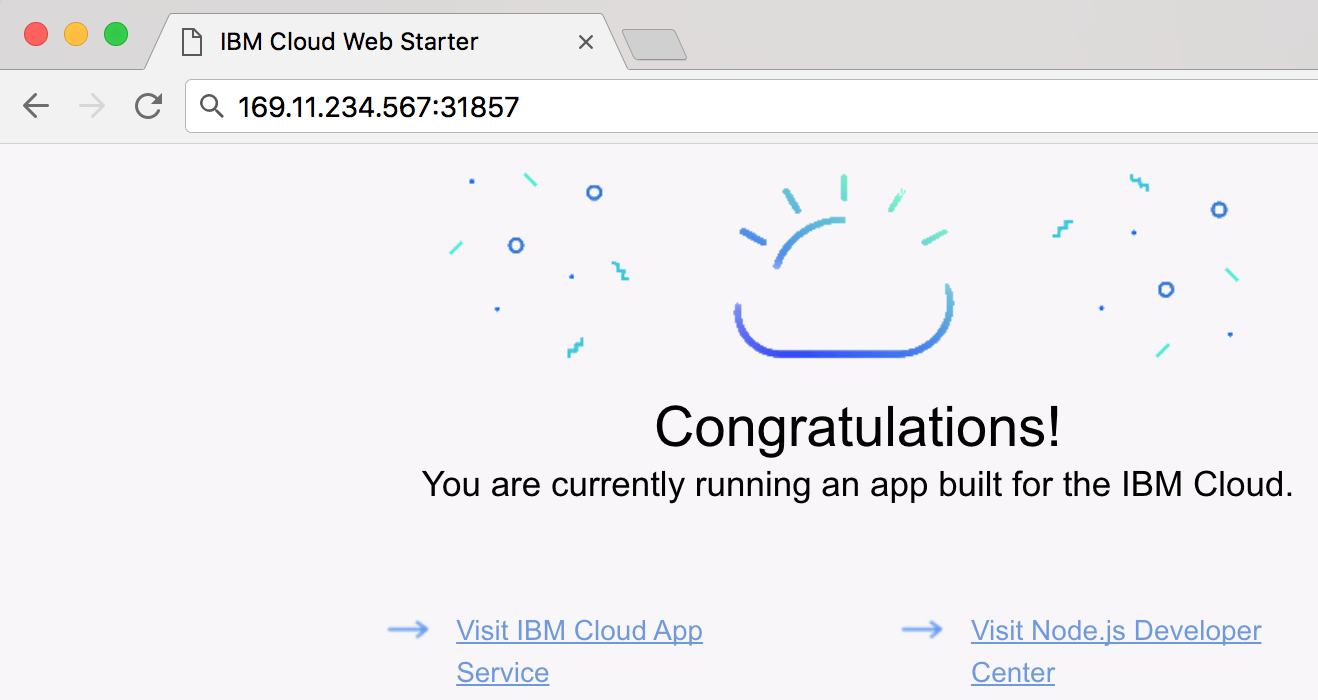 IBM Cloud Web Starter
169.11.234.567:31857
Congratulations!
You are currently running an app built for the IBM Cloud.
Visit IBM Cloud App
Service
Visit Node.js Developer
Center